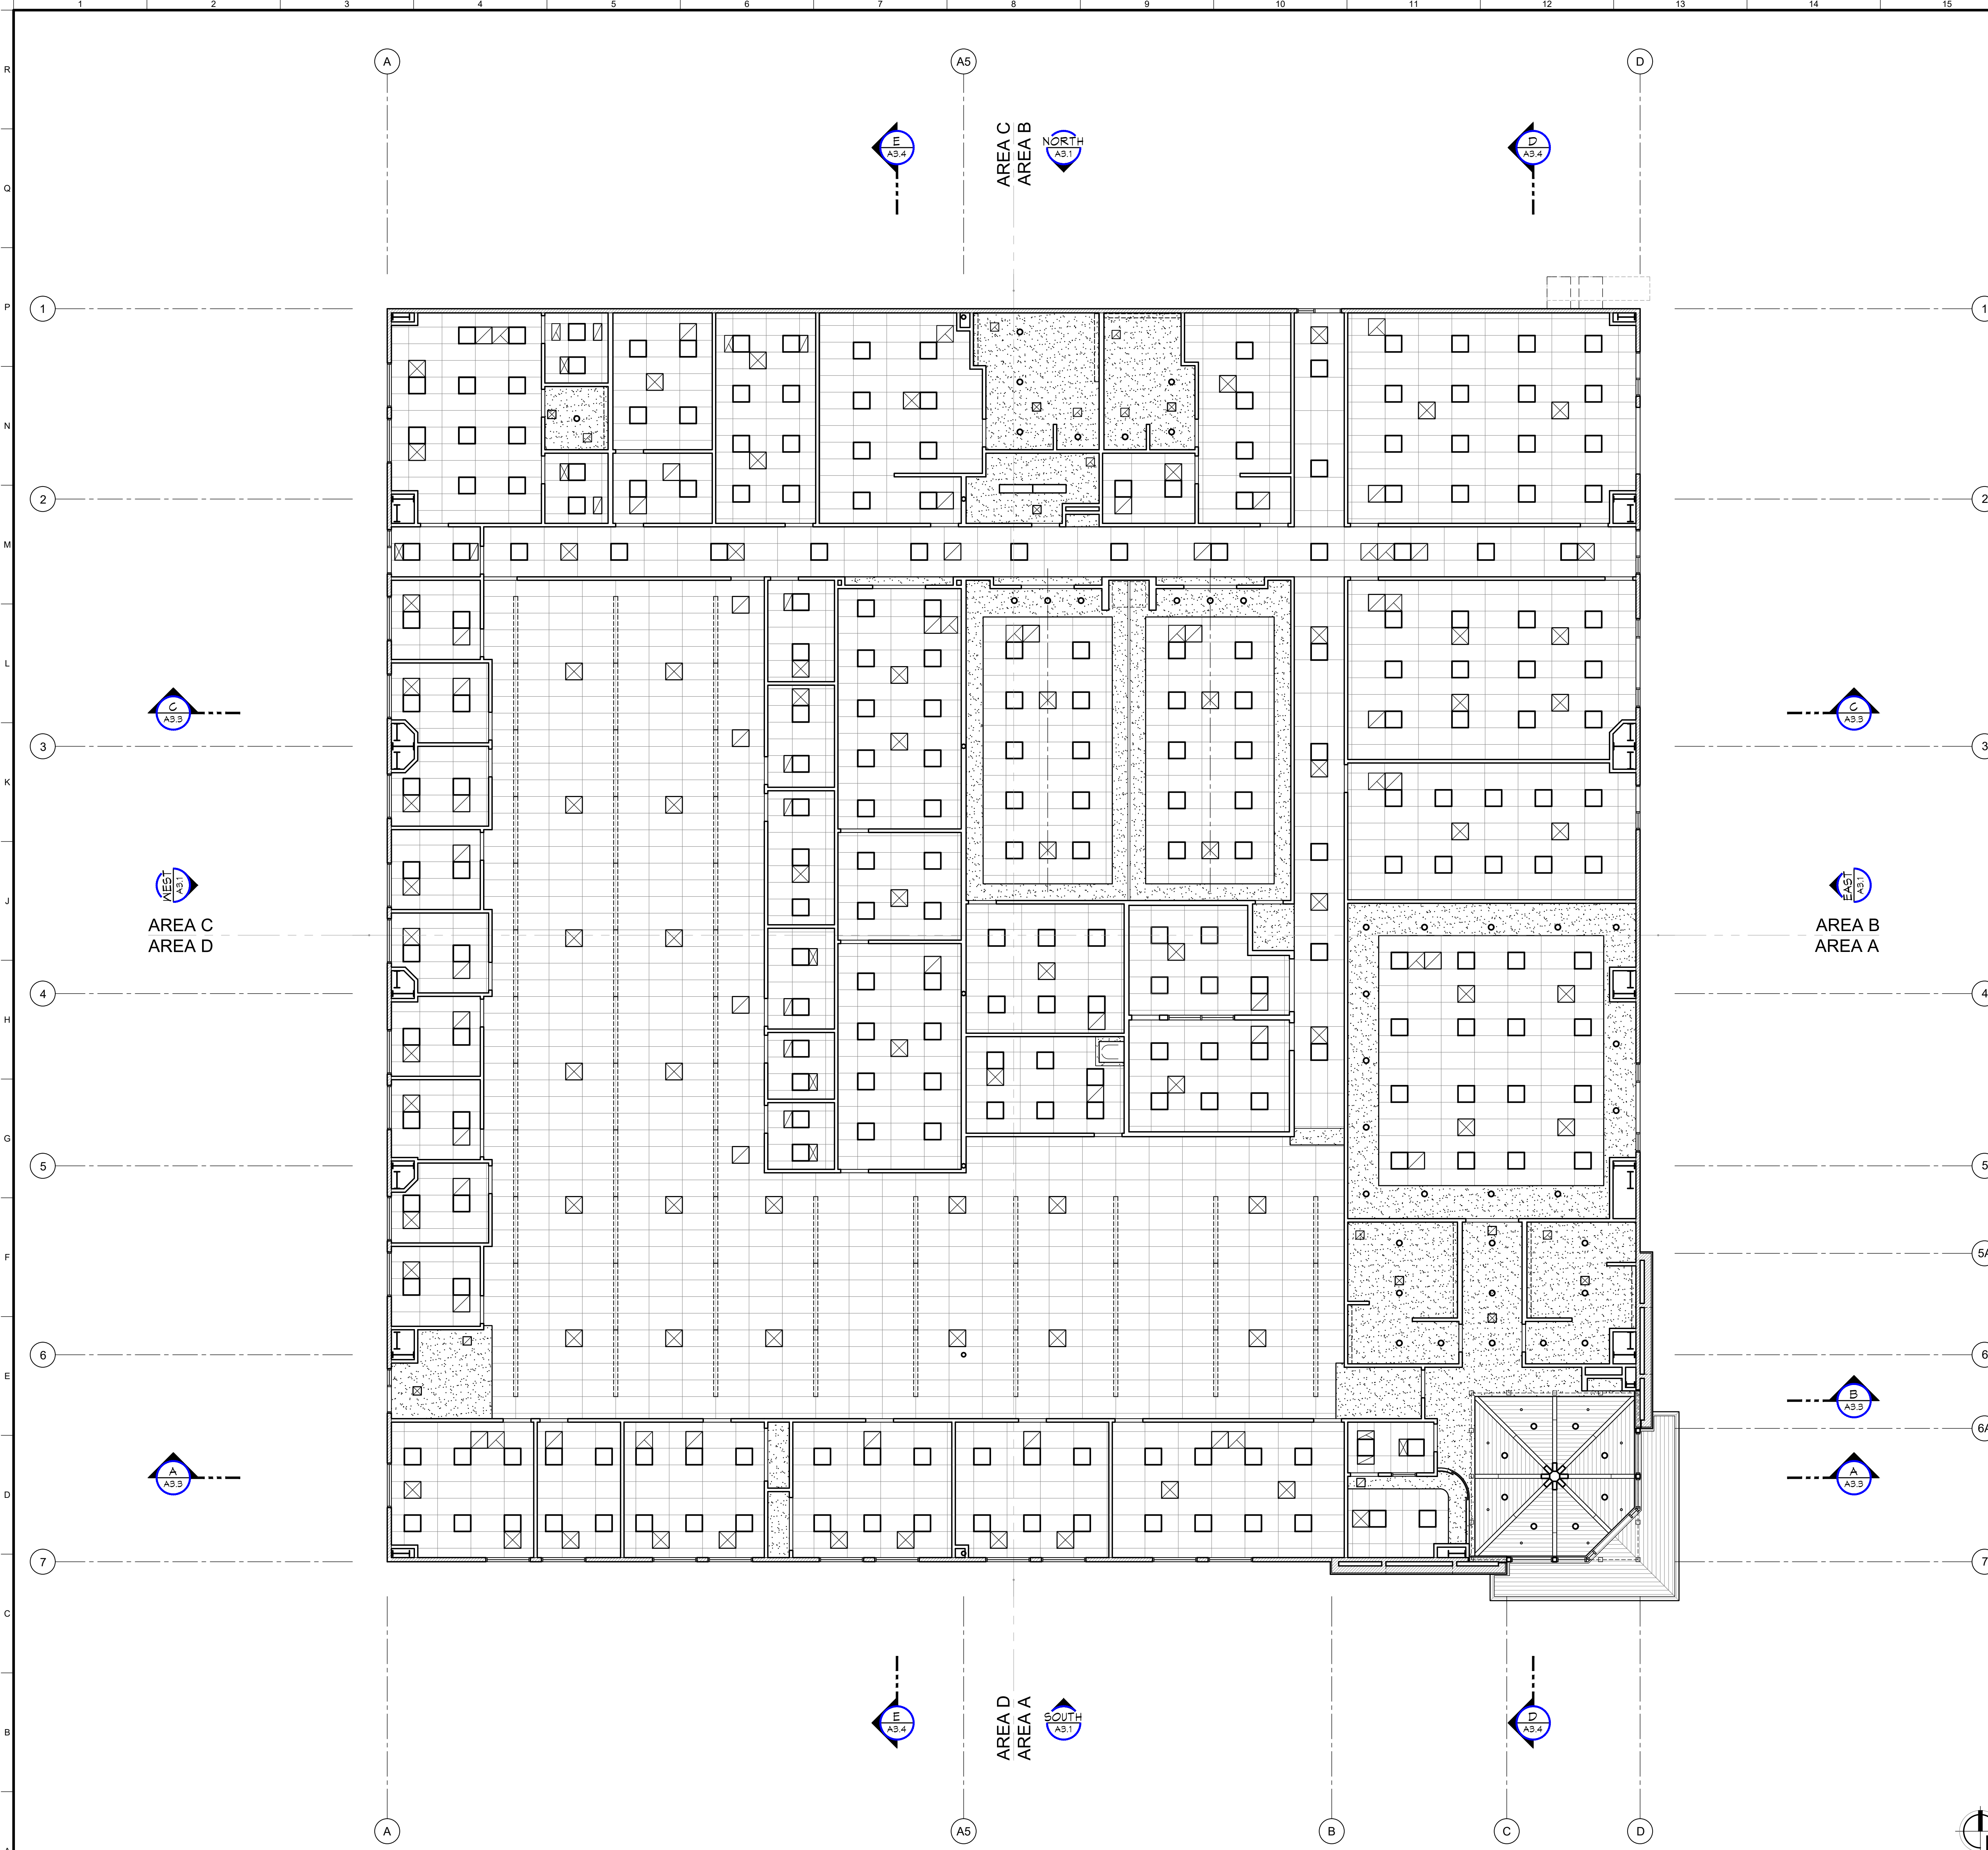 1 2 3 4 5 6 7 8 9 10 11 12 13 14 15
R
A A5 D
E
A3.4
AREA C
AREA B
NORTH
A3.1
D
A3.4
Q
P
1 1
N
2 2
M
L
C
A3.3
C
A3.3
3 3
K
WEST
A3.1
EAST
A3.1
J
AREA C
AREA D
AREA B
AREA A
4 4
H
G
5 5
F
5A
6 6
E
B
A3.3
6A
A
A3.3
A
A3.3
D
7 7
C
E
A3.4
AREA D
AREA A
SOUTH
A3.1
D
A3.4
B
A A5 B C D